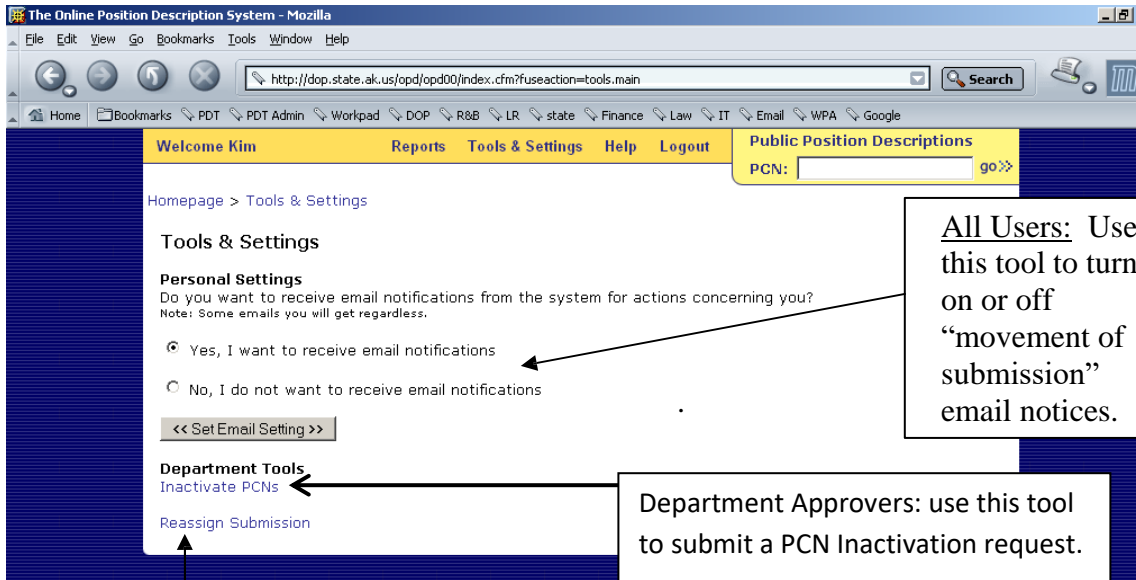 The Online Position Description System - Mozilla
File Edit View Go Bookmarks Tools Window Help
http://dop.state.ak.us/opd/opd00/index.cfm?fuseaction=tools.main
Search
Home Bookmarks PDT PDT Admin Workpad DOP R&B LR state Finance Law IT Email WPA Google
Welcome Kim Reports Tools & Settings Help Logout
Public Position Descriptions
PCN: go>>
Homepage > Tools & Settings
Tools & Settings
Personal Settings
Do you want to receive email notifications from the system for actions concerning you?
Note: Some emails you will get regardless.
Yes, I want to receive email notifications
No, I do not want to receive email notifications
<< Set Email Setting >>
Department Tools
Inactivate PCNs
Reassign Submission
All Users: Use
this tool to turn
on or off
“movement of
submission”
email notices.
.
Department Approvers: use this tool
to submit a PCN Inactivation request.